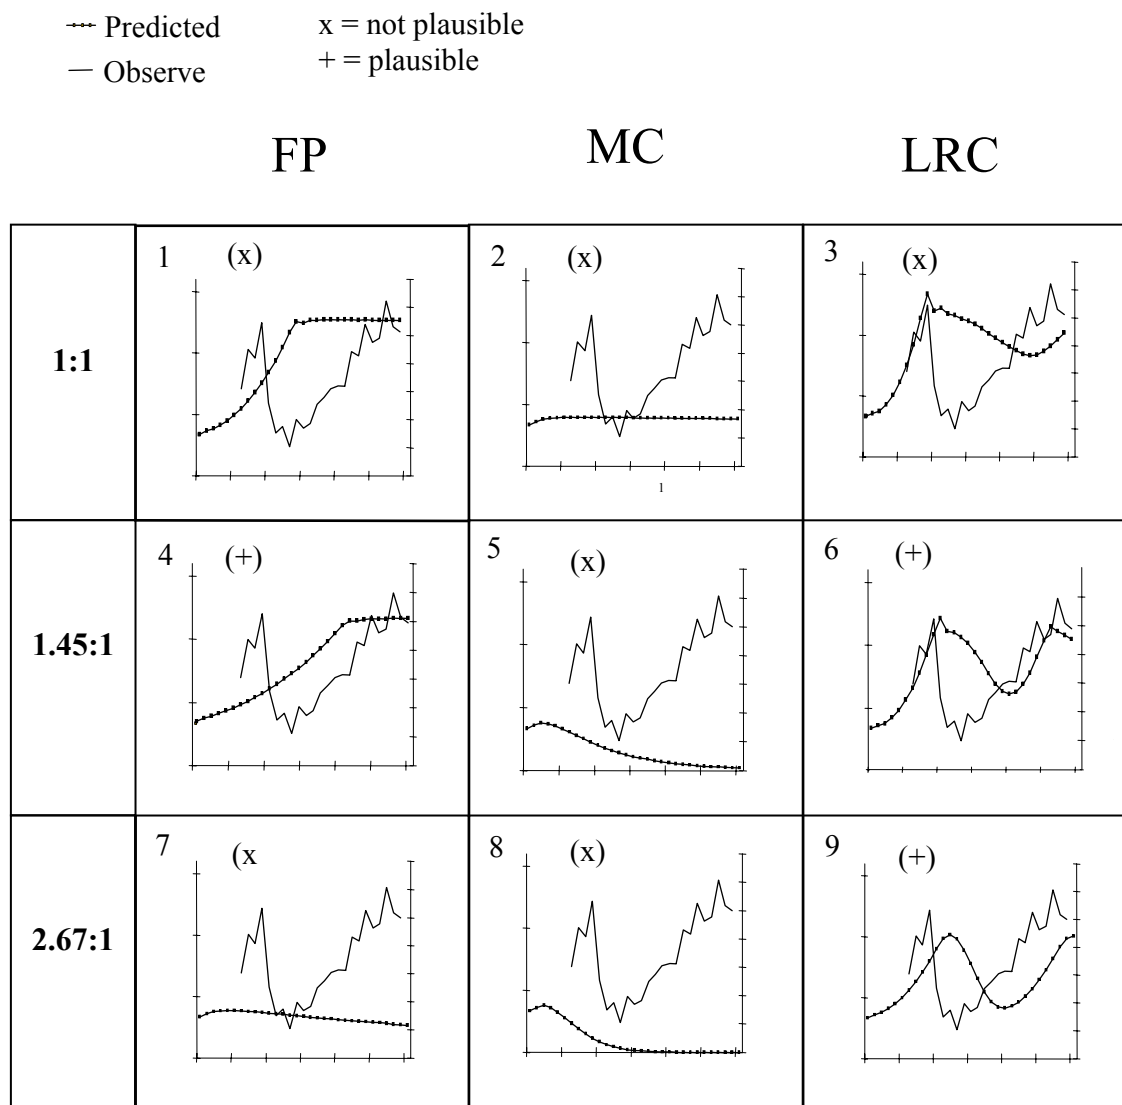 Predicted x = not plausible
Observe + = plausible
FP MC LRC
1 (x) 2 (x) 3 (x)
1:1
1
4 (+) 5 (x) 6 (+)
1.45:1
7 (x 8 (x) 9 (+)
2.67:1